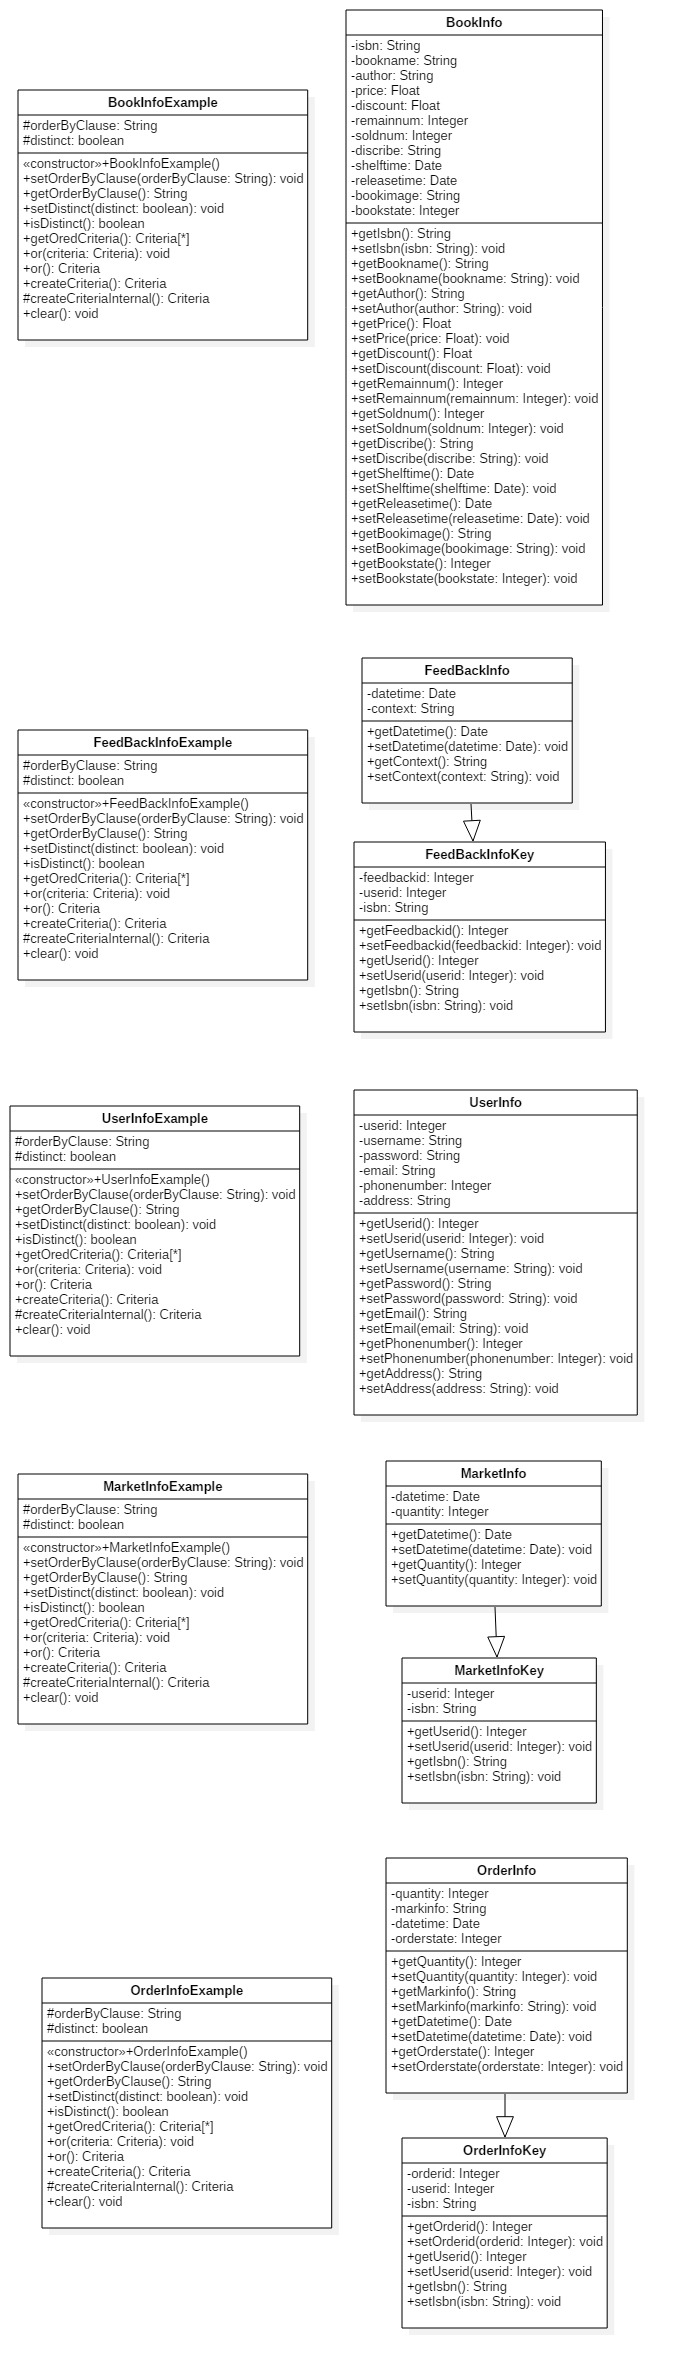 BookInfo
-isbn: String
-bookname: String
-author: String
-price: Float
-discount: Float
-remainnum: Integer
-soldnum: Integer
-discribe: String
-shelftime: Date
-releasetime: Date
-bookimage: String
-bookstate: Integer
+getIsbn(): String
+setIsbn(isbn: String): void
+getBookname(): String
+setBookname(bookname: String): void
+getAuthor(): String
+setAuthor(author: String): void
+getPrice(): Float
+setPrice(price: Float): void
+getDiscount(): Float
+setDiscount(discount: Float): void
+getRemainnum(): Integer
+setRemainnum(remainnum: Integer): void
+getSoldnum(): Integer
+setSoldnum(soldnum: Integer): void
+getDiscribe(): String
+setDiscribe(discribe: String): void
+getShelftime(): Date
+setShelftime(shelftime: Date): void
+getReleasetime(): Date
+setReleasetime(releasetime: Date): void
+getBookimage(): String
+setBookimage(bookimage: String): void
+getBookstate(): Integer
+setBookstate(bookstate: Integer): void
BookInfoExample
#orderByClause: String
#distinct: boolean
«constructor»+BookInfoExample()
+setOrderByClause(orderByClause: String): void
+getOrderByClause(): String
+setDistinct(distinct: boolean): void
+isDistinct(): boolean
+getOredCriteria(): Criteria[*]
+or(criteria: Criteria): void
+or(): Criteria
+createCriteria(): Criteria
#createCriteriaInternal(): Criteria
+clear(): void
FeedBackInfo
-datetime: Date
-context: String
+getDatetime(): Date
+setDatetime(datetime: Date): void
+getContext(): String
+setContext(context: String): void
FeedBackInfoExample
#orderByClause: String
#distinct: boolean
«constructor»+FeedBackInfoExample()
+setOrderByClause(orderByClause: String): void
+getOrderByClause(): String
+setDistinct(distinct: boolean): void
+isDistinct(): boolean
+getOredCriteria(): Criteria[*]
+or(criteria: Criteria): void
+or(): Criteria
+createCriteria(): Criteria
#createCriteriaInternal(): Criteria
+clear(): void
FeedBackInfoKey
-feedbackid: Integer
-userid: Integer
-isbn: String
+getFeedbackid(): Integer
+setFeedbackid(feedbackid: Integer): void
+getUserid(): Integer
+setUserid(userid: Integer): void
+getIsbn(): String
+setIsbn(isbn: String): void
UserInfoExample
#orderByClause: String
#distinct: boolean
«constructor»+UserInfoExample()
+setOrderByClause(orderByClause: String): void
+getOrderByClause(): String
+setDistinct(distinct: boolean): void
+isDistinct(): boolean
+getOredCriteria(): Criteria[*]
+or(criteria: Criteria): void
+or(): Criteria
+createCriteria(): Criteria
#createCriteriaInternal(): Criteria
+clear(): void
UserInfo
-userid: Integer
-username: String
-password: String
-email: String
-phonenumber: Integer
-address: String
+getUserid(): Integer
+setUserid(userid: Integer): void
+getUsername(): String
+setUsername(username: String): void
+getPassword(): String
+setPassword(password: String): void
+getEmail(): String
+setEmail(email: String): void
+getPhonenumber(): Integer
+setPhonenumber(phonenumber: Integer): void
+getAddress(): String
+setAddress(address: String): void
MarketInfoExample
#orderByClause: String
#distinct: boolean
«constructor»+MarketInfoExample()
+setOrderByClause(orderByClause: String): void
+getOrderByClause(): String
+setDistinct(distinct: boolean): void
+isDistinct(): boolean
+getOredCriteria(): Criteria[*]
+or(criteria: Criteria): void
+or(): Criteria
+createCriteria(): Criteria
#createCriteriaInternal(): Criteria
+clear(): void
MarketInfo
-datetime: Date
-quantity: Integer
+getDatetime(): Date
+setDatetime(datetime: Date): void
+getQuantity(): Integer
+setQuantity(quantity: Integer): void
MarketInfoKey
-userid: Integer
-isbn: String
+getUserid(): Integer
+setUserid(userid: Integer): void
+getIsbn(): String
+setIsbn(isbn: String): void
OrderInfo
-quantity: Integer
-markinfo: String
-datetime: Date
-orderstate: Integer
+getQuantity(): Integer
+setQuantity(quantity: Integer): void
+getMarkinfo(): String
+setMarkinfo(markinfo: String): void
+getDatetime(): Date
+setDatetime(datetime: Date): void
+getOrderstate(): Integer
+setOrderstate(orderstate: Integer): void
OrderInfoExample
#orderByClause: String
#distinct: boolean
«constructor»+OrderInfoExample()
+setOrderByClause(orderByClause: String): void
+getOrderByClause(): String
+setDistinct(distinct: boolean): void
+isDistinct(): boolean
+getOredCriteria(): Criteria[*]
+or(criteria: Criteria): void
+or(): Criteria
+createCriteria(): Criteria
#createCriteriaInternal(): Criteria
+clear(): void
OrderInfoKey
-orderid: Integer
-userid: Integer
-isbn: String
+getOrderid(): Integer
+setOrderid(orderid: Integer): void
+getUserid(): Integer
+setUserid(userid: Integer): void
+getIsbn(): String
+setIsbn(isbn: String): void